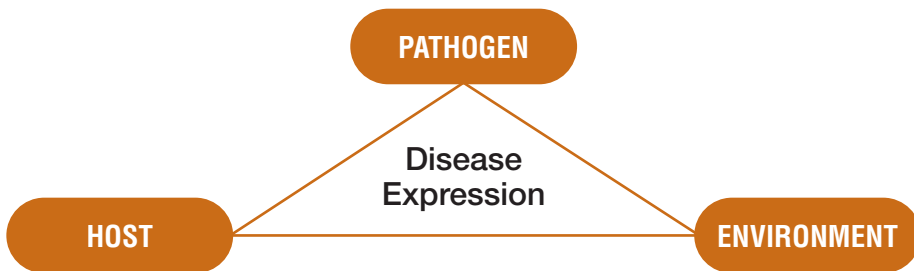 PATHOGEN
Disease
Expression
HOST
ENVIRONMENT